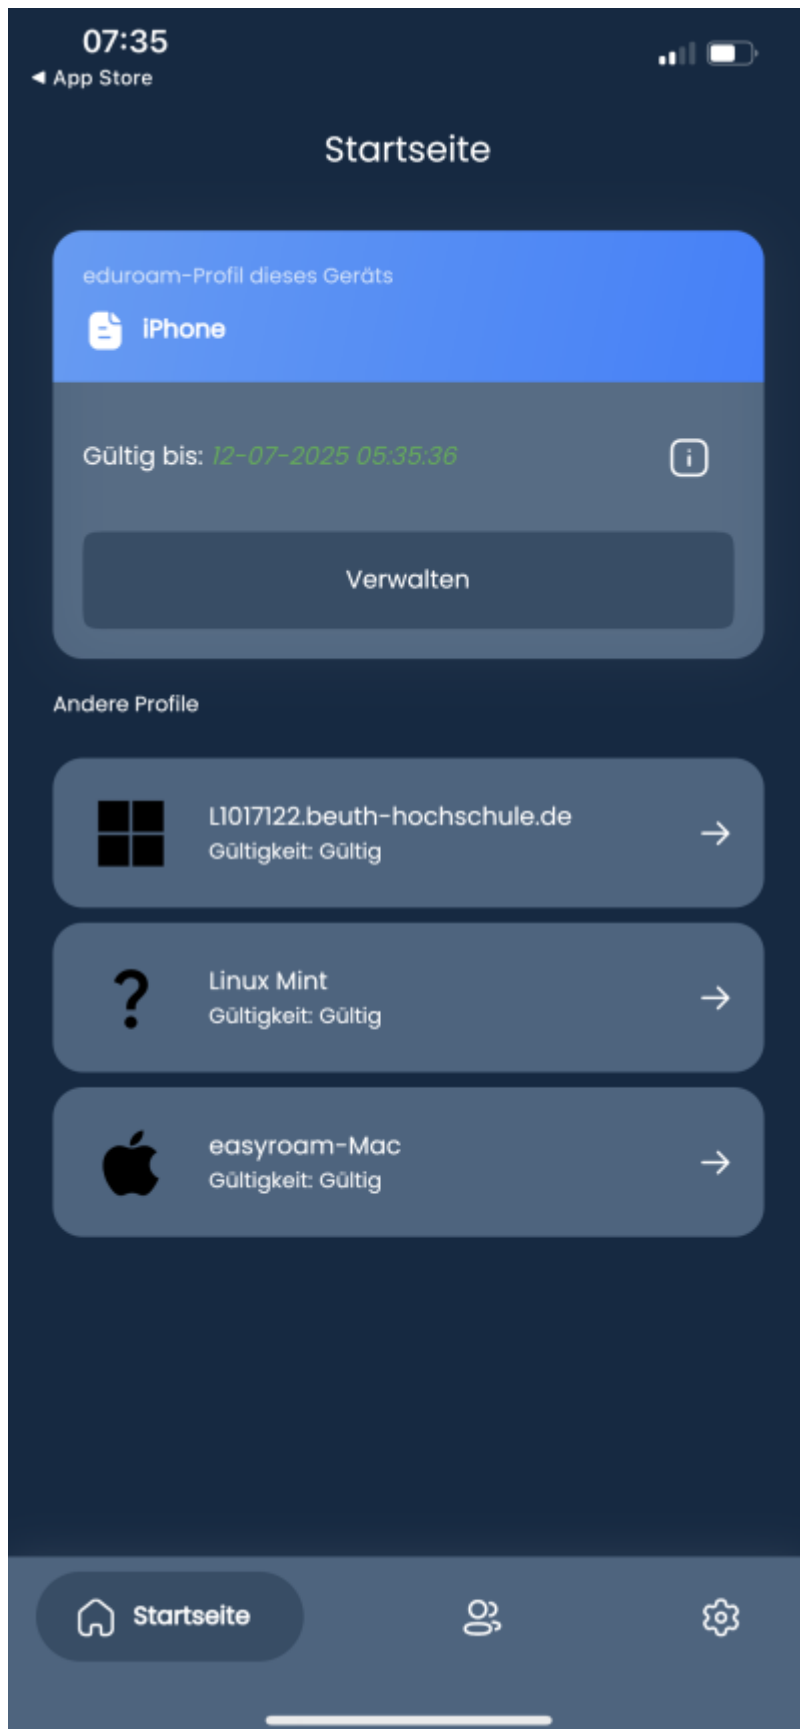 07:35
◀ App Store
Startseite
eduroam-Profil dieses Geräts
iPhone
Gültig bis: 12-07-2025 05:35:36
Verwalten
Andere Profile
L1017122.beuth-hochschule.de
Gültigkeit: Gültig
Linux Mint
Gültigkeit: Gültig
easyroam-Mac
Gültigkeit: Gültig
Startseite